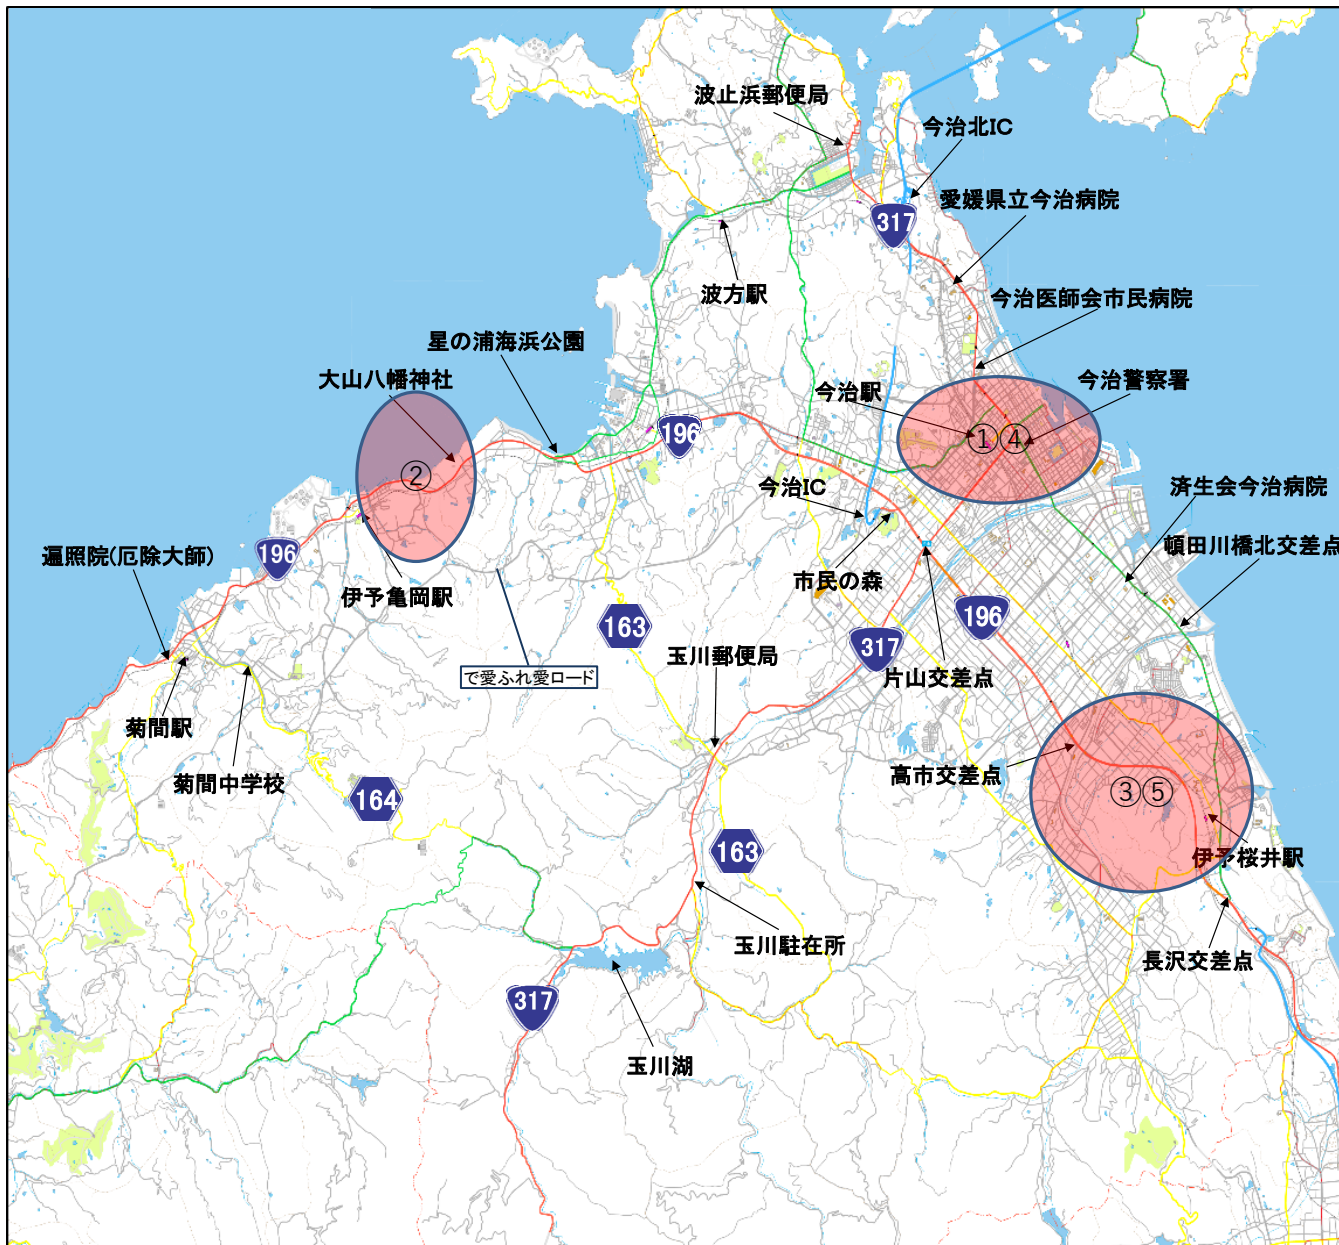 波止浜郵便局
今治北IC
愛媛県立今治病院
317
波方駅
今治医師会市民病院
星の浦海浜公園
大山八幡神社
今治駅
今治警察署
196
①④
②
今治IC
済生会今治病院
頓田川橋北交差点
遍照院(厄除大師)
196
伊予亀岡駅
市民の森
196
163
317
玉川郵便局
片山交差点
で愛ふれ愛ロード
菊間駅
高市交差点
菊間中学校
③⑤
164
163
伊予桜井駅
玉川駐在所
長沢交差点
317
玉川湖